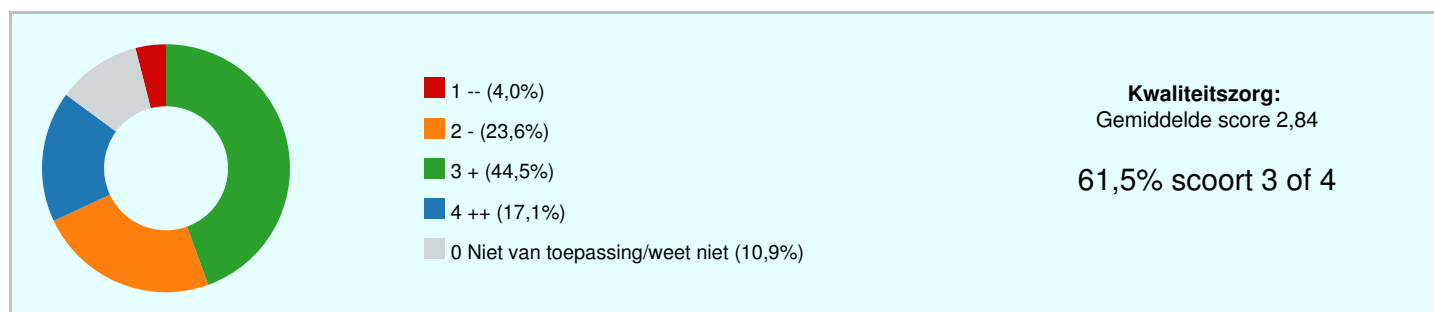 1 -- (4,0%)
2 - (23,6%)
3 + (44,5%)
4 ++ (17,1%)
0 Niet van toepassing/weet niet (10,9%)
Kwaliteitszorg:
Gemiddelde score 2,84
61,5% scoort 3 of 4